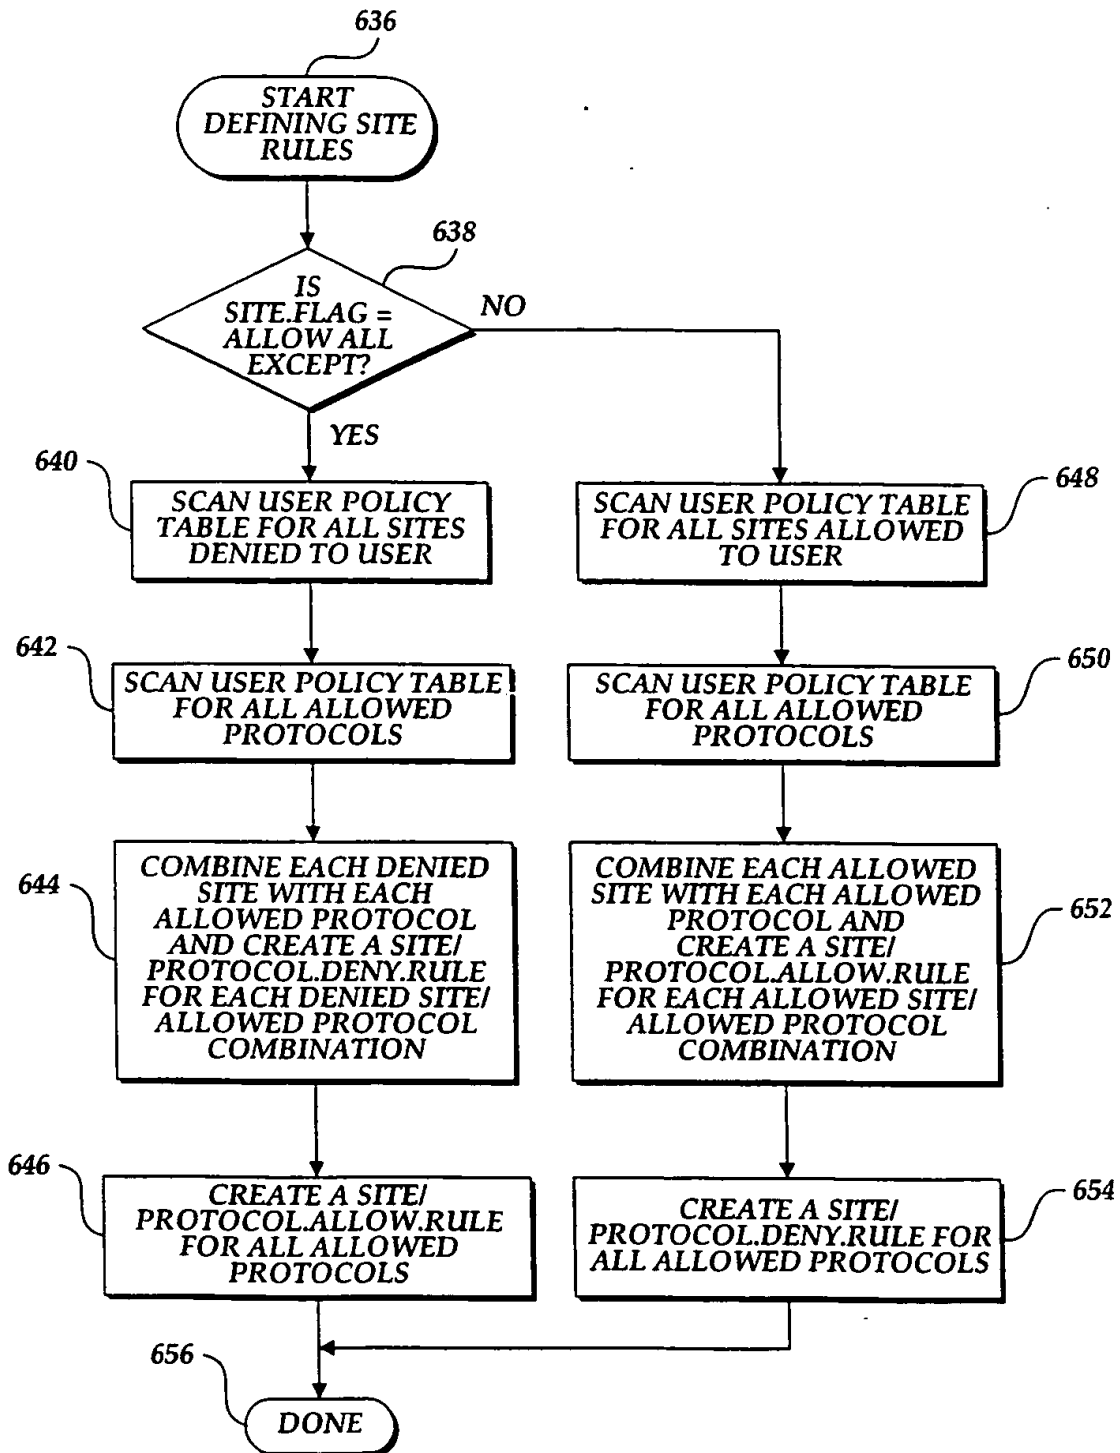 636
START
DEFINING SITE
RULES
638
IS
SITE.FLAG =
ALLOW ALL
EXCEPT?
NO
YES
640
SCAN USER POLICY
TABLE FOR ALL SITES
DENIED TO USER
648
SCAN USER POLICY TABLE
FOR ALL SITES ALLOWED
TO USER
642
SCAN USER POLICY TABLE
FOR ALL ALLOWED
PROTOCOLS
650
SCAN USER POLICY TABLE
FOR ALL ALLOWED
PROTOCOLS
644
COMBINE EACH DENIED
SITE WITH EACH
ALLOWED PROTOCOL
AND CREATE A SITE/
PROTOCOL.DENY.RULE
FOR EACH DENIED SITE/
ALLOWED PROTOCOL
COMBINATION
652
COMBINE EACH ALLOWED
SITE WITH EACH ALLOWED
PROTOCOL AND
CREATE A SITE/
PROTOCOL.ALLOW.RULE
FOR EACH ALLOWED SITE/
ALLOWED PROTOCOL
COMBINATION
646
CREATE A SITE/
PROTOCOL.ALLOW.RULE
FOR ALL ALLOWED
PROTOCOLS
654
CREATE A SITE/
PROTOCOL.DENY.RULE FOR
ALL ALLOWED PROTOCOLS
656
DONE